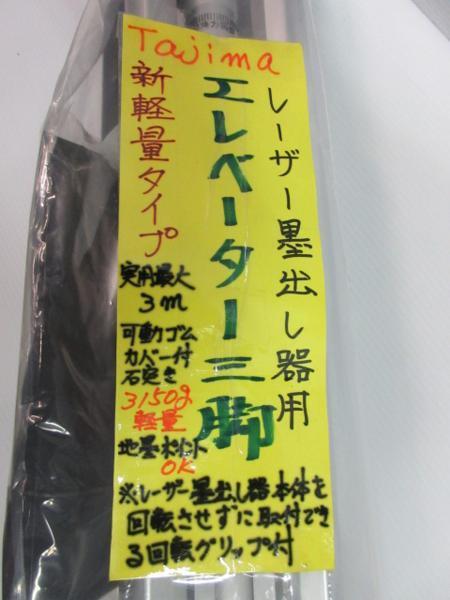 Tajima
レーザー墨出し器用
エレベーター三脚
新軽量タイプ
実用最大
3m
可動ゴム
カバー付
石突き
3150g
軽量
地墨ポイント
OK
※レーザー墨出し器本体を
回転させずに取付でき
る回転グリップ付